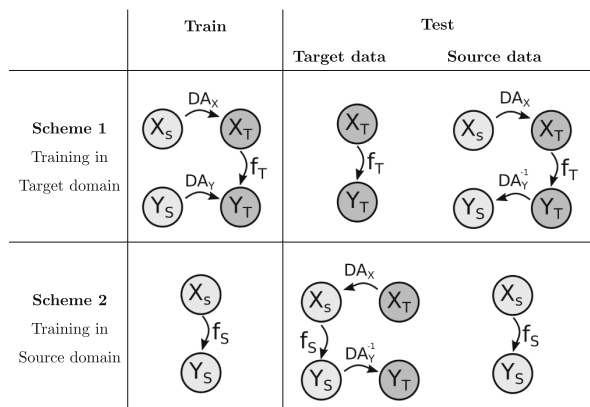 Train
Test
Target data
Source data
Scheme 1
Training in
Target domain
DA_X
X_S
X_T
f_T
DA_Y
Y_S
Y_T
X_T
f_T
Y_T
DA_X
X_S
X_T
f_T
DA_Y^-1
Y_S
Y_T
Scheme 2
Training in
Source domain
X_S
f_S
Y_S
DA_X
X_S
X_T
f_S
DA_Y^-1
Y_S
Y_T
X_S
f_S
Y_S